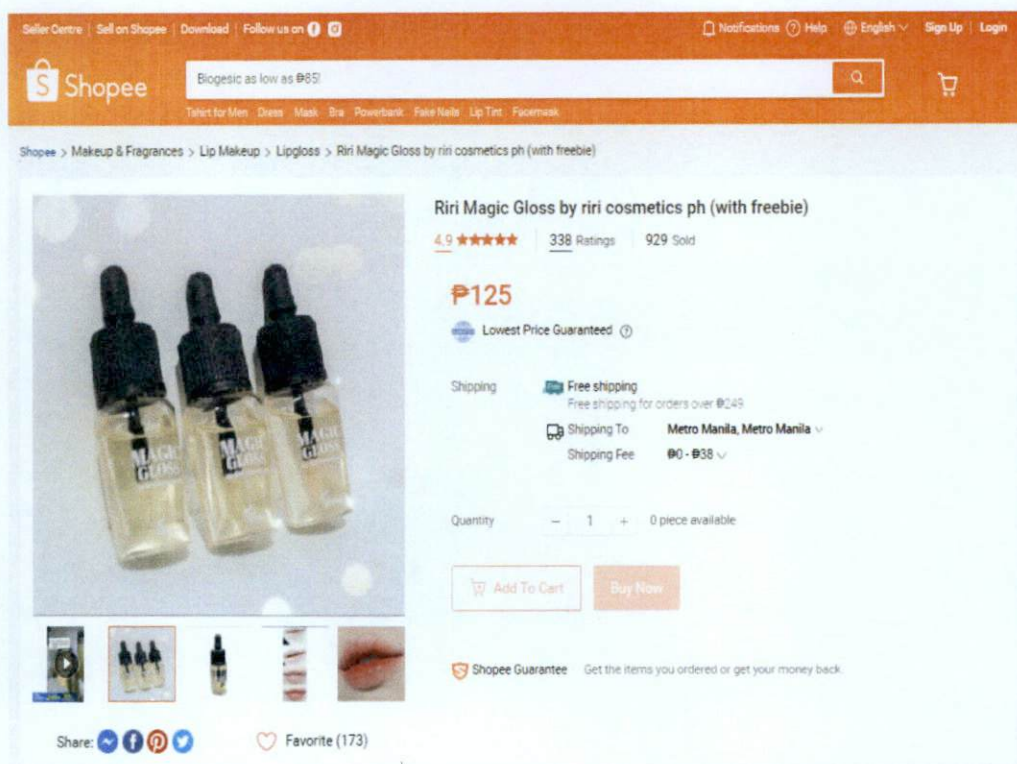 Seller Centre | Sell on Shopee | Download | Follow us on
Notifications Help English Sign Up | Login
Shopee
Biogesic as low as ₱85!
Tshirt for Men Dress Mask Bra Powerbank Fake Nails Lip Tint Facemask
Shopee > Makeup & Fragrances > Lip Makeup > Lipgloss > Riri Magic Gloss by riri cosmetics ph (with freebie)
Riri Magic Gloss by riri cosmetics ph (with freebie)
4.9 338 Ratings 929 Sold
₱125
Lowest Price Guaranteed
Shipping Free shipping
Free shipping for orders over ₱249
Shipping To Metro Manila, Metro Manila
Shipping Fee ₱0 - ₱38
Quantity − 1 + 0 piece available
Add To Cart Buy Now
MAGIC GLOSS
MAGIC GLOSS
MAGIC GLOSS
Shopee Guarantee Get the items you ordered or get your money back.
Share: Favorite (173)